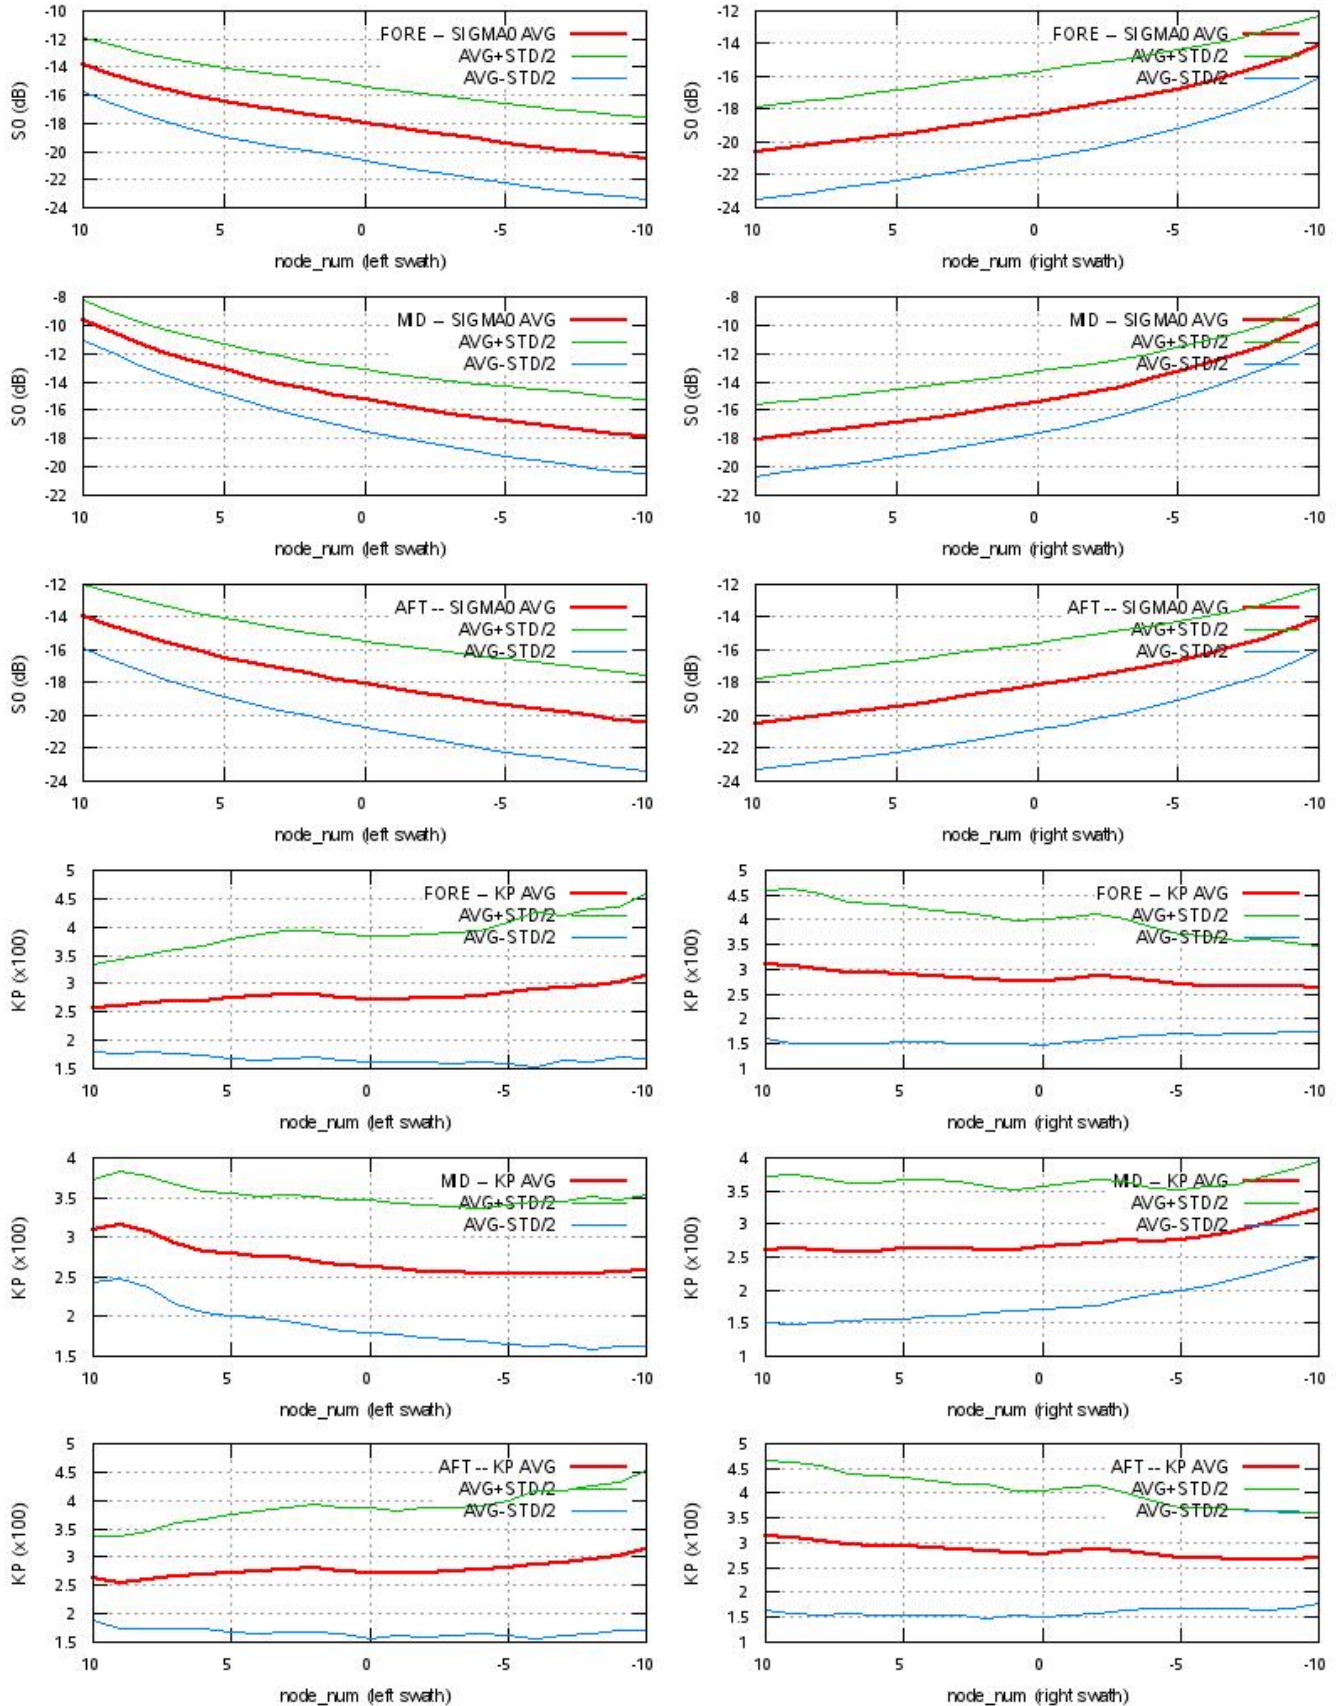 -10
-12
-14
-16
-18
-20
-22
-24
S0 (dB)
FORE -- SIGMA0 AVG
AVG+STD/2
AVG-STD/2
10 5 0 -5 -10
node_num (left swath)
-12
-14
-16
-18
-20
-22
-24
S0 (dB)
FORE -- SIGMA0 AVG
AVG+STD/2
AVG-STD/2
10 5 0 -5 -10
node_num (right swath)
-8
-10
-12
-14
-16
-18
-20
-22
S0 (dB)
MID -- SIGMA0 AVG
AVG+STD/2
AVG-STD/2
10 5 0 -5 -10
node_num (left swath)
-8
-10
-12
-14
-16
-18
-20
-22
S0 (dB)
MID -- SIGMA0 AVG
AVG+STD/2
AVG-STD/2
10 5 0 -5 -10
node_num (right swath)
-12
-14
-16
-18
-20
-22
-24
S0 (dB)
AFT -- SIGMA0 AVG
AVG+STD/2
AVG-STD/2
10 5 0 -5 -10
node_num (left swath)
-12
-14
-16
-18
-20
-22
-24
S0 (dB)
AFT -- SIGMA0 AVG
AVG+STD/2
AVG-STD/2
10 5 0 -5 -10
node_num (right swath)
5
4.5
4
3.5
3
2.5
2
1.5
KP (x100)
FORE -- KP AVG
AVG+STD/2
AVG-STD/2
10 5 0 -5 -10
node_num (left swath)
5
4.5
4
3.5
3
2.5
2
1.5
1
KP (x100)
FORE -- KP AVG
AVG+STD/2
AVG-STD/2
10 5 0 -5 -10
node_num (right swath)
4
3.5
3
2.5
2
1.5
KP (x100)
MID -- KP AVG
AVG+STD/2
AVG-STD/2
10 5 0 -5 -10
node_num (left swath)
4
3.5
3
2.5
2
1.5
1
KP (x100)
MID -- KP AVG
AVG+STD/2
AVG-STD/2
10 5 0 -5 -10
node_num (right swath)
5
4.5
4
3.5
3
2.5
2
1.5
KP (x100)
AFT -- KP AVG
AVG+STD/2
AVG-STD/2
10 5 0 -5 -10
node_num (left swath)
5
4.5
4
3.5
3
2.5
2
1.5
1
KP (x100)
AFT -- KP AVG
AVG+STD/2
AVG-STD/2
10 5 0 -5 -10
node_num (right swath)